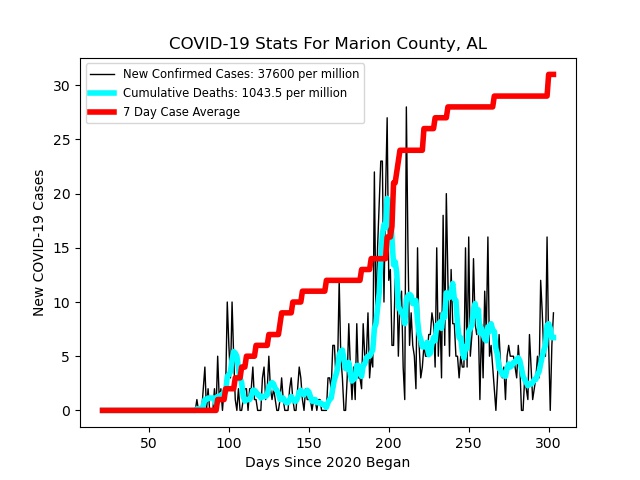 COVID-19 Stats For Marion County, AL
New Confirmed Cases: 37600 per million
Cumulative Deaths: 1043.5 per million
7 Day Case Average
New COVID-19 Cases
30
25
20
15
10
5
0
50 100 150 200 250 300
Days Since 2020 Began